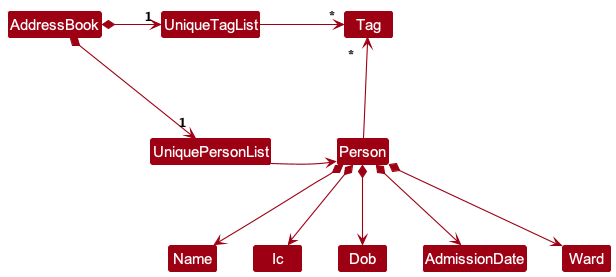 AddressBook 1 UniqueTagList * Tag
*
1
UniquePersonList Person
Name Ic Dob AdmissionDate Ward